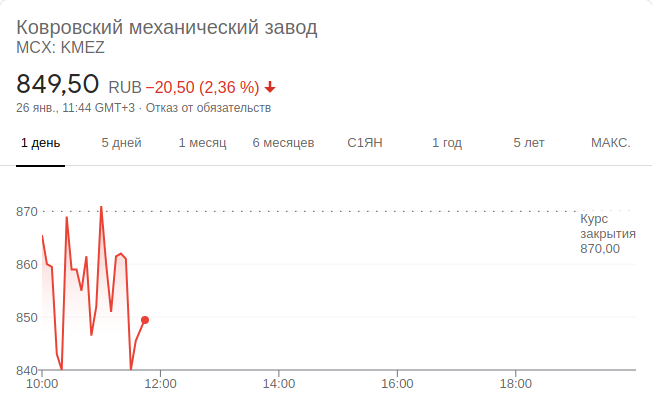 Ковровский механический завод
MCX: KMEZ
849,50 RUB −20,50 (2,36 %)
26 янв., 11:44 GMT+3 · Отказ от обязательств
1 день 5 дней 1 месяц 6 месяцев С1ЯН 1 год 5 лет МАКС.
870
Курс
закрытия
870,00
860
850
840
10:00 12:00 14:00 16:00 18:00